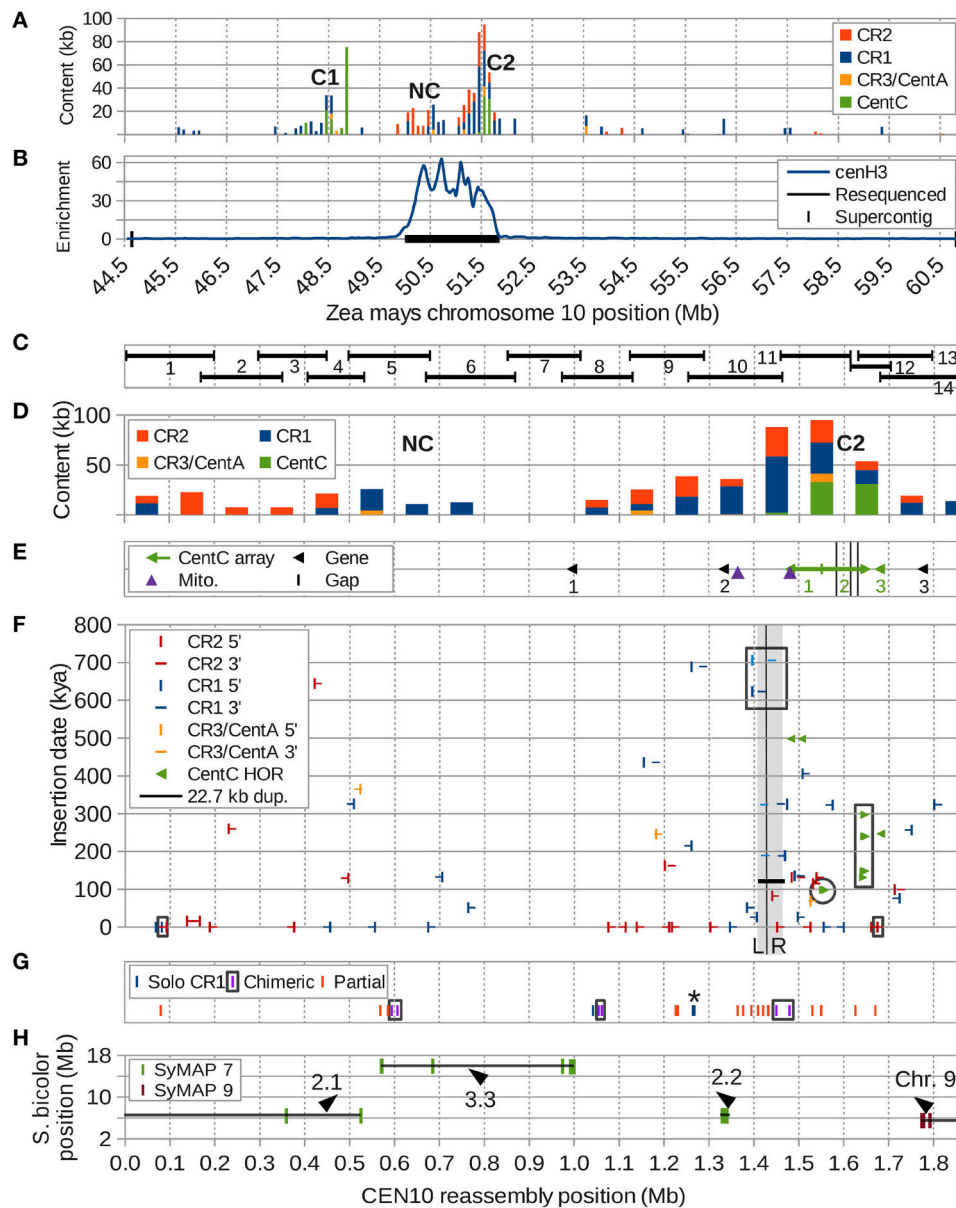 A
Content (kb)
100
80
60
40
20
0
C1
NC
C2
CR2
CR1
CR3/CentA
CentC
B
Enrichment
60
30
0
cenH3
Resequenced
Supercontig
44.5 45.5 46.5 47.5 48.5 49.5 50.5 51.5 52.5 53.5 54.5 55.5 56.5 57.5 58.5 59.5 60.5
Zea mays chromosome 10 position (Mb)
C
1 2 3 4 5 6 7 8 9 10 11 12 13 14
D
Content (kb)
100
50
CR2 CR1
CR3/CentA CentC
NC
C2
E
CentC array Gene
Mito. Gap
1 2 1 2 3 3
F
Insertion date (kya)
800
700
600
500
400
300
200
100
0
CR2 5'
CR2 3'
CR1 5'
CR1 3'
CR3/CentA 5'
CR3/CentA 3'
CentC HOR
22.7 kb dup.
L R
G
Solo CR1 Chimeric Partial
*
H
S. bicolor
position (Mb)
18
10
2
SyMAP 7
SyMAP 9
2.1
3.3
2.2
Chr. 9
0.0 0.1 0.2 0.3 0.4 0.5 0.6 0.7 0.8 0.9 1.0 1.1 1.2 1.3 1.4 1.5 1.6 1.7 1.8
CEN10 reassembly position (Mb)